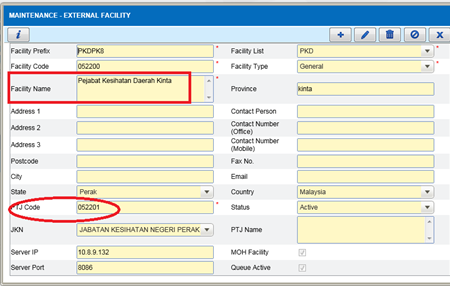 MAINTENANCE - EXTERNAL FACILITY
i
Facility Prefix PKDPK8 * Facility List PKD *
Facility Code 052200 * Facility Type General *
Facility Name Pejabat Kesihatan Daerah Kinta * Province kinta
Address 1 Contact Person
Address 2 Contact Number (Office)
Address 3 Contact Number (Mobile)
Postcode Fax No.
City Email
State Perak Country Malaysia
PTJ Code 052201 * Status Active
JKN JABATAN KESIHATAN NEGERI PERAK PTJ Name
Server IP 10.8.9.132 MOH Facility
Server Port 8086 Queue Active